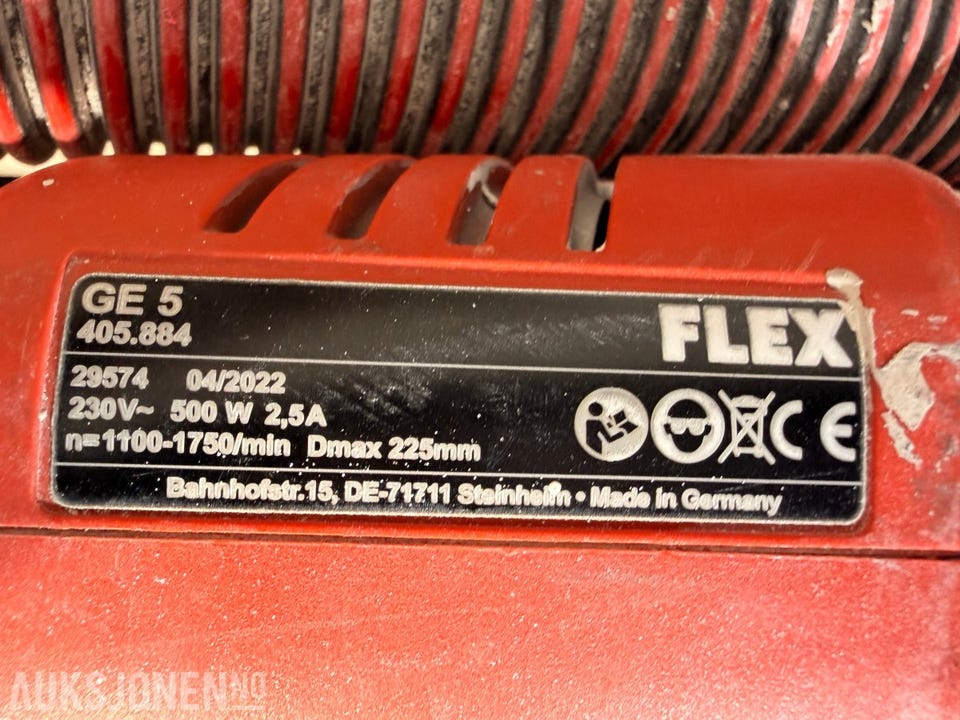 GE 5
405.884
FLEX
29574 04/2022
230V~ 500 W 2,5A
n=1100-1750/min Dmax 225mm
CE
Bahnhofstr.15, DE-71711 Steinheim • Made in Germany
AUKSJONEN.NO